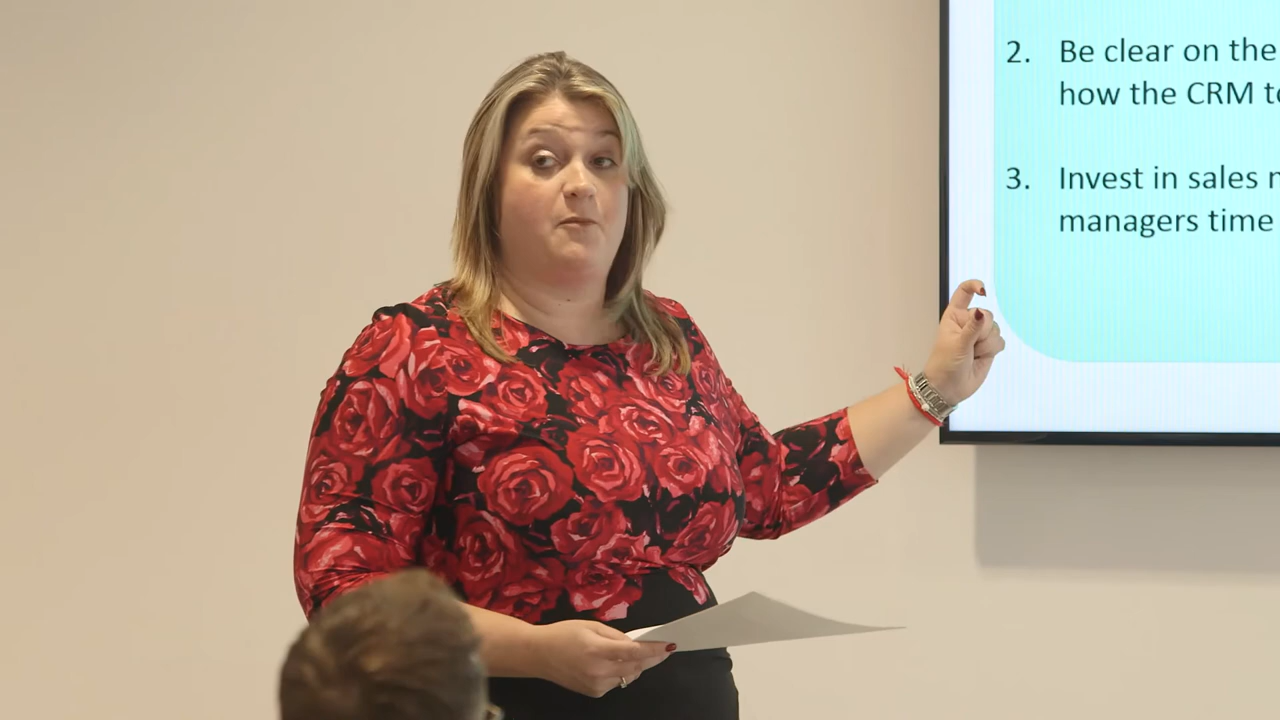 2. Be clear on the
how the CRM
3. Invest in sales
managers time